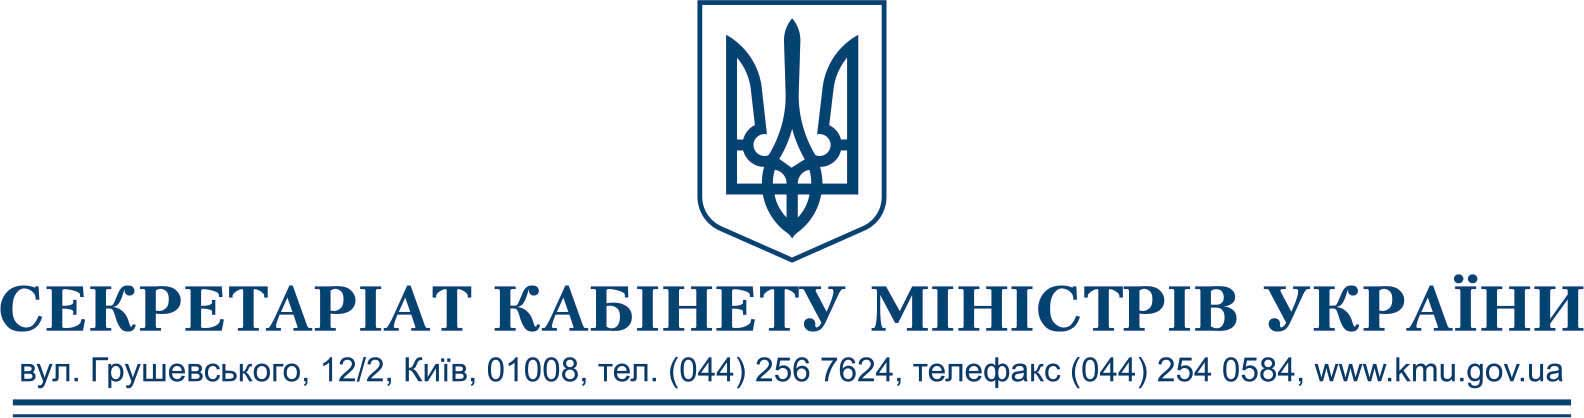 СЕКРЕТАРІАТ КАБІНЕТУ МІНІСТРІВ УКРАЇНИ
вул. Грушевського, 12/2, Київ, 01008, тел. (044) 256 7624, телефакс (044) 254 0584, www.kmu.gov.ua